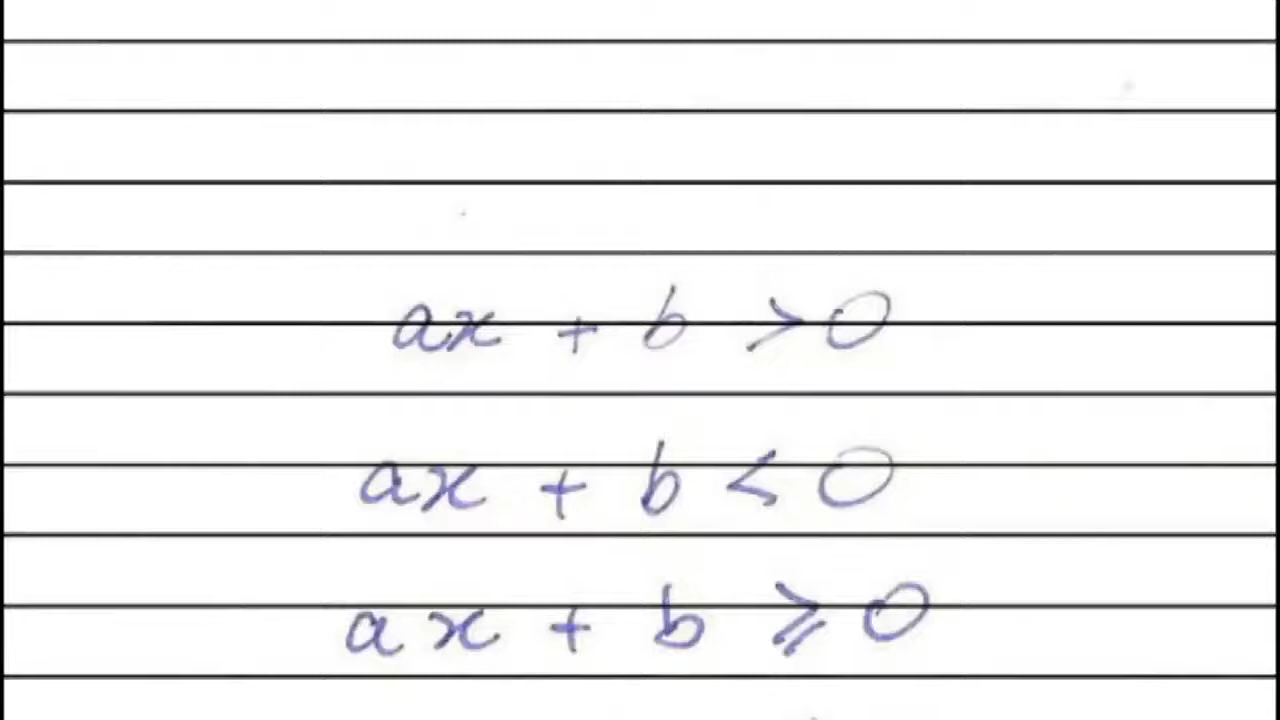 ax + b > 0
ax + b < 0
ax + b ⩾ 0